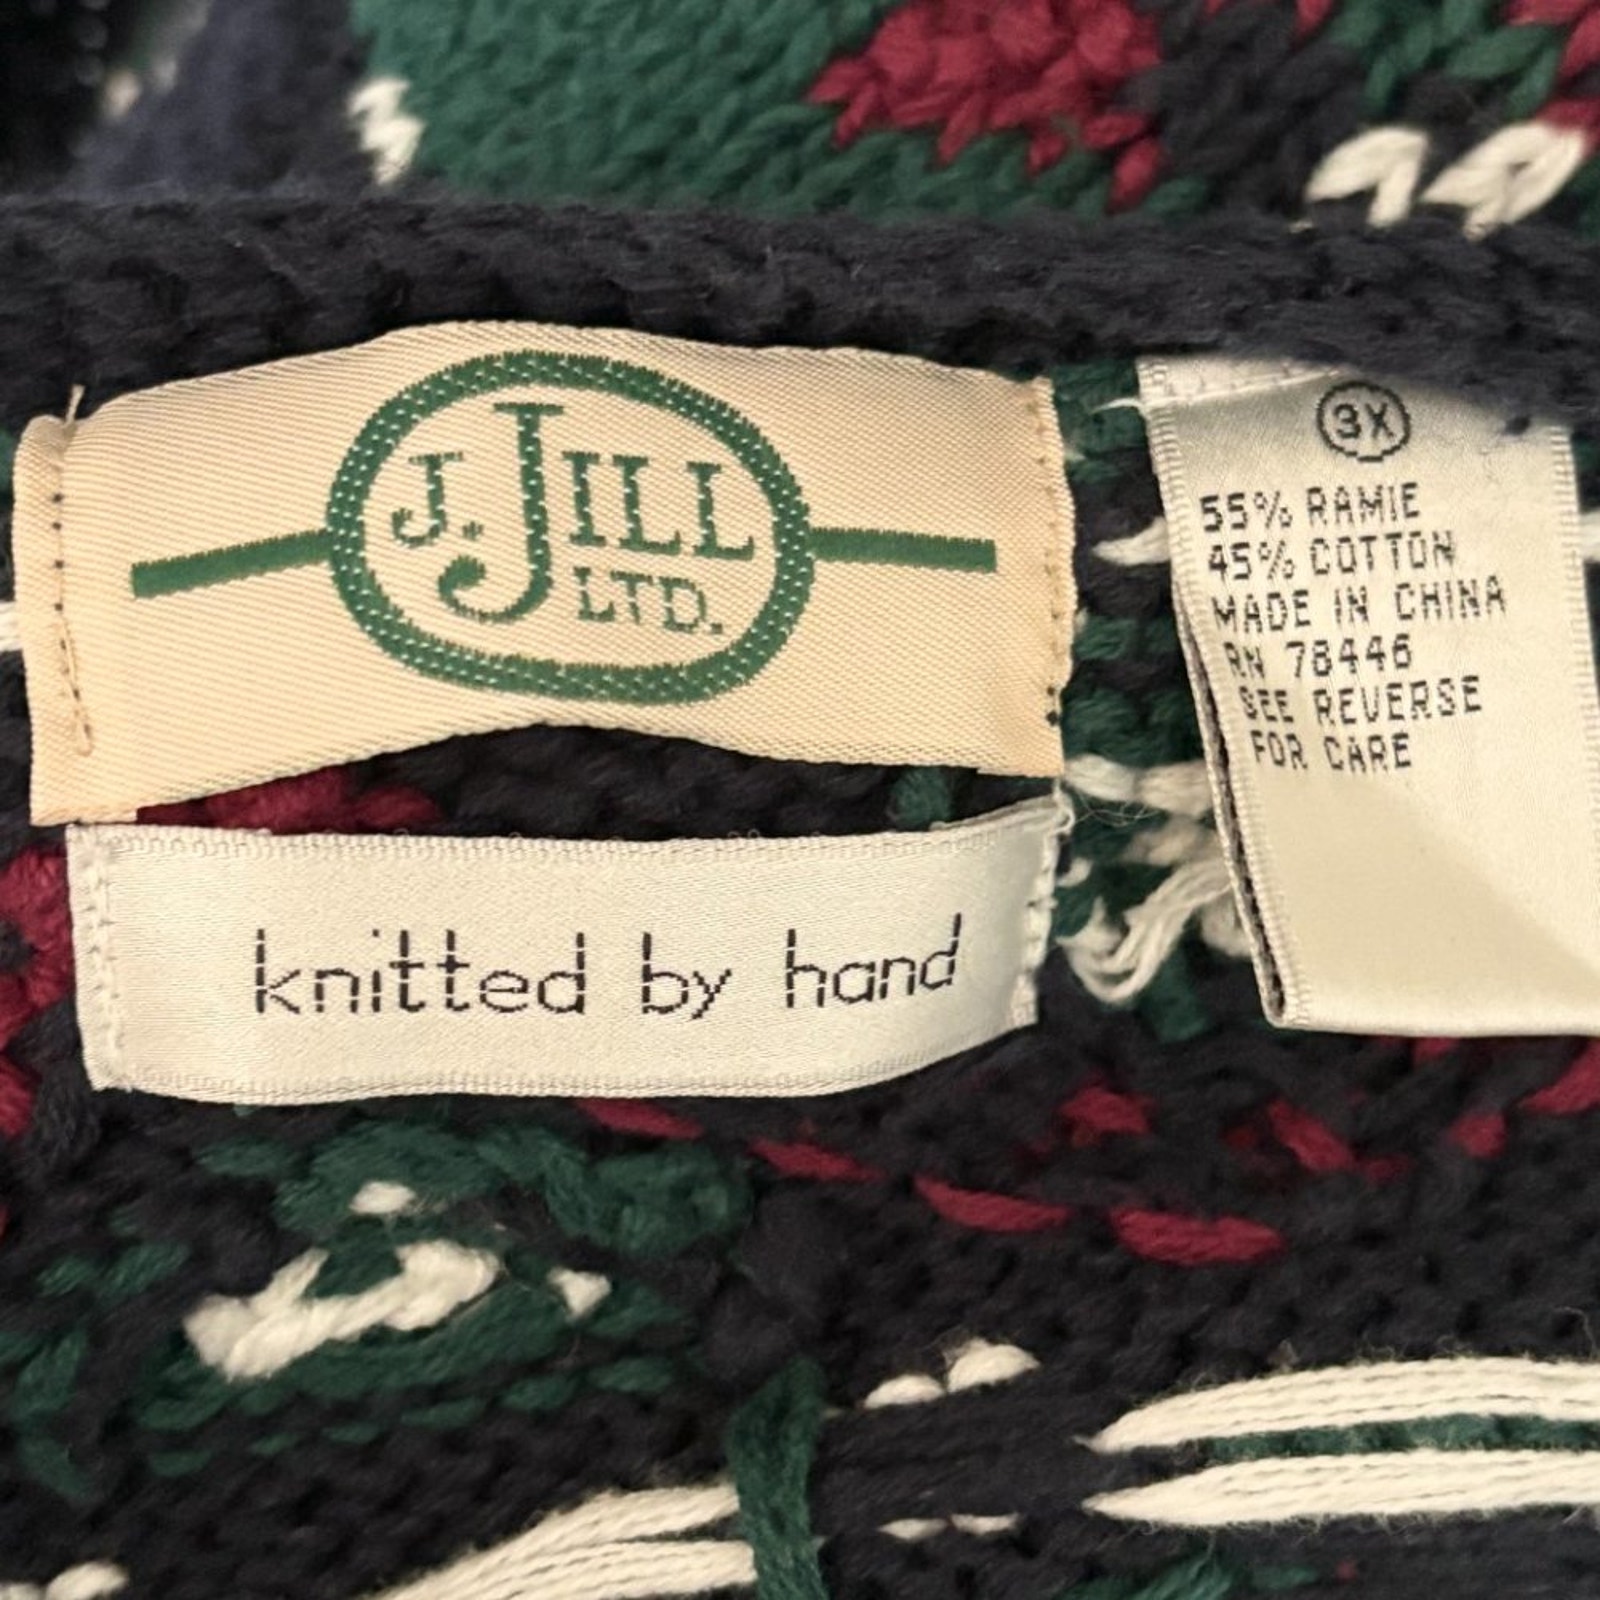 J. JILL
LTD.
knitted by hand
3X
55% RAMIE
45% COTTON
MADE IN CHINA
RN 78446
SEE REVERSE
FOR CARE